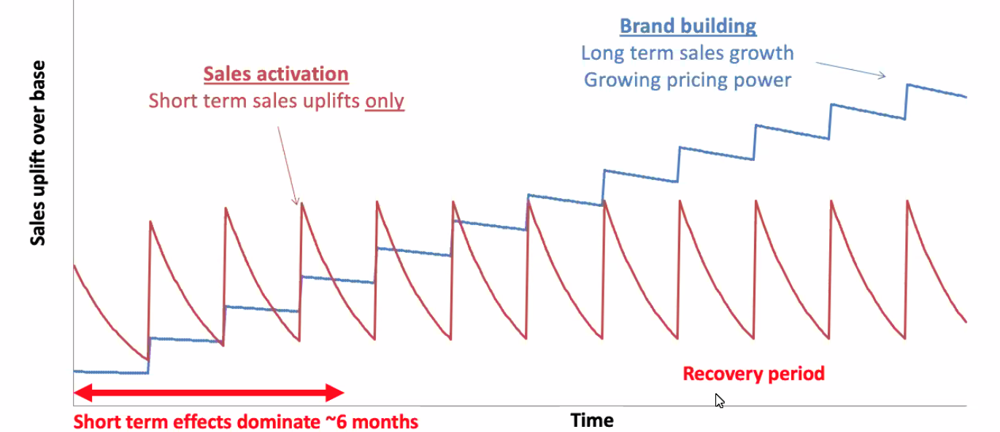 Brand building
Long term sales growth
Growing pricing power
Sales activation
Short term sales uplifts only
Sales uplift over base
Recovery period
Short term effects dominate ~6 months
Time